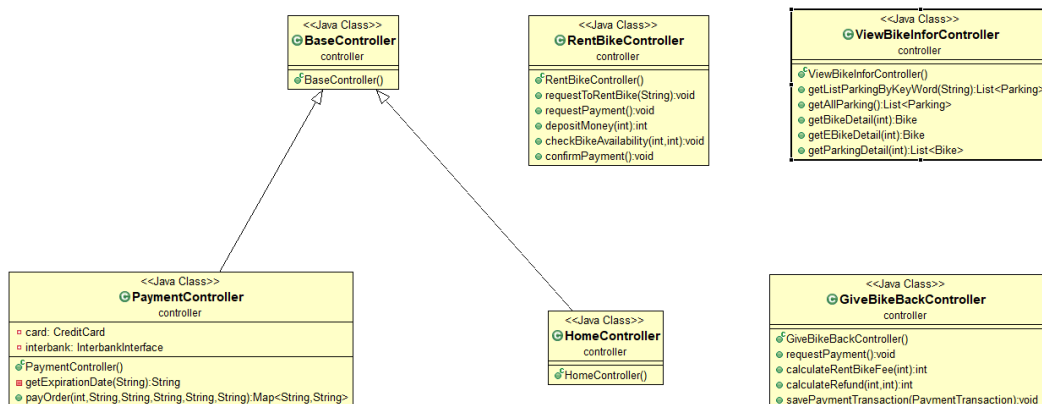 <<Java Class>>
BaseController
controller
BaseController()
<<Java Class>>
RentBikeController
controller
RentBikeController()
requestToRentBike(String):void
requestPayment():void
depositMoney(int):int
checkBikeAvailability(int,int):void
confirmPayment():void
<<Java Class>>
ViewBikeInforController
controller
ViewBikeInforController()
getListParkingByKeyWord(String):List<Parking>
getAllParking():List<Parking>
getBikeDetail(int):Bike
getEBikeDetail(int):Bike
getParkingDetail(int):List<Bike>
<<Java Class>>
PaymentController
controller
card: CreditCard
interbank: InterbankInterface
PaymentController()
getExpirationDate(String):String
payOrder(int,String,String,String,String,String):Map<String,String>
<<Java Class>>
HomeController
controller
HomeController()
<<Java Class>>
GiveBikeBackController
controller
GiveBikeBackController()
requestPayment():void
calculateRentBikeFee(int):int
calculateRefund(int,int):int
savePaymentTransaction(PaymentTransaction):void